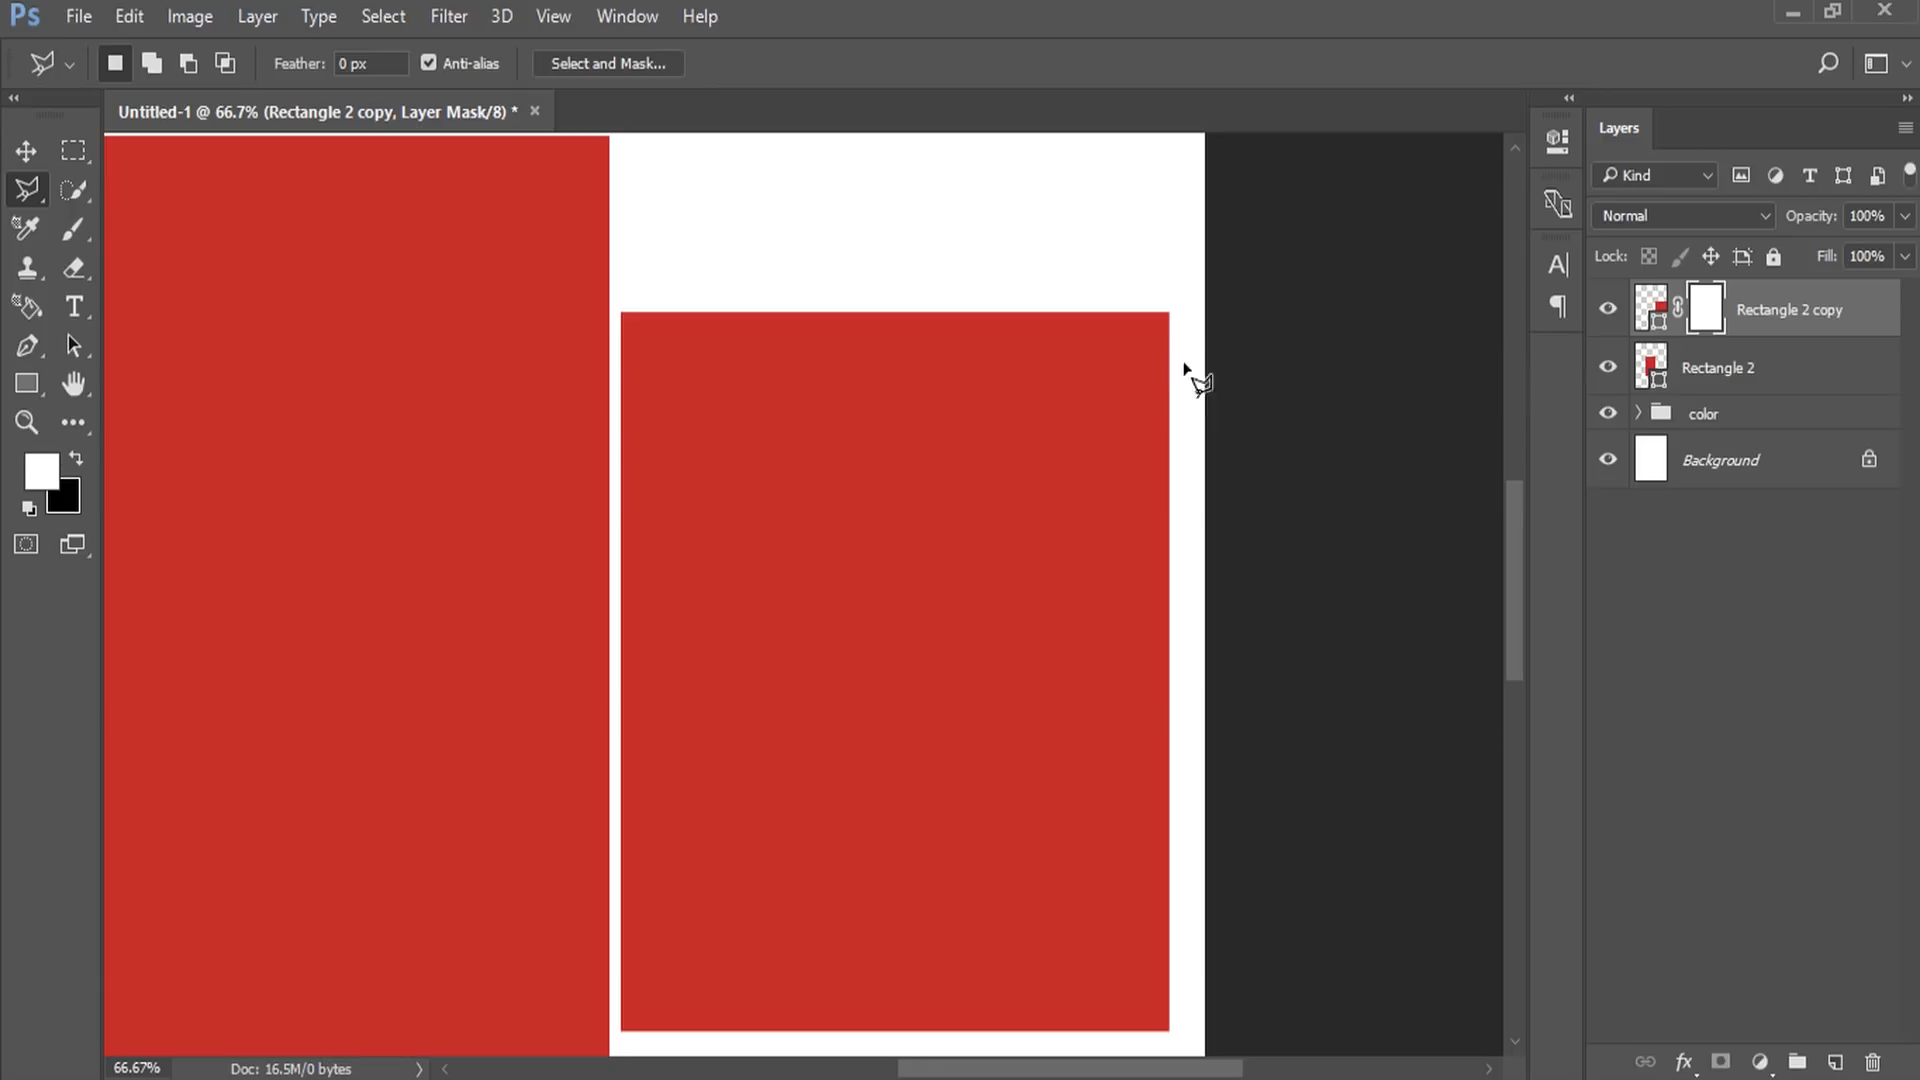 Ps File Edit Image Layer Type Select Filter 3D View Window Help
Feather: 0 px Anti-alias Select and Mask...
Untitled-1 @ 66.7% (Rectangle 2 copy, Layer Mask/8) *
Layers
Kind
Normal Opacity: 100%
Lock: Fill: 100%
Rectangle 2 copy
Rectangle 2
color
Background
66.67% Doc: 16.5M/0 bytes